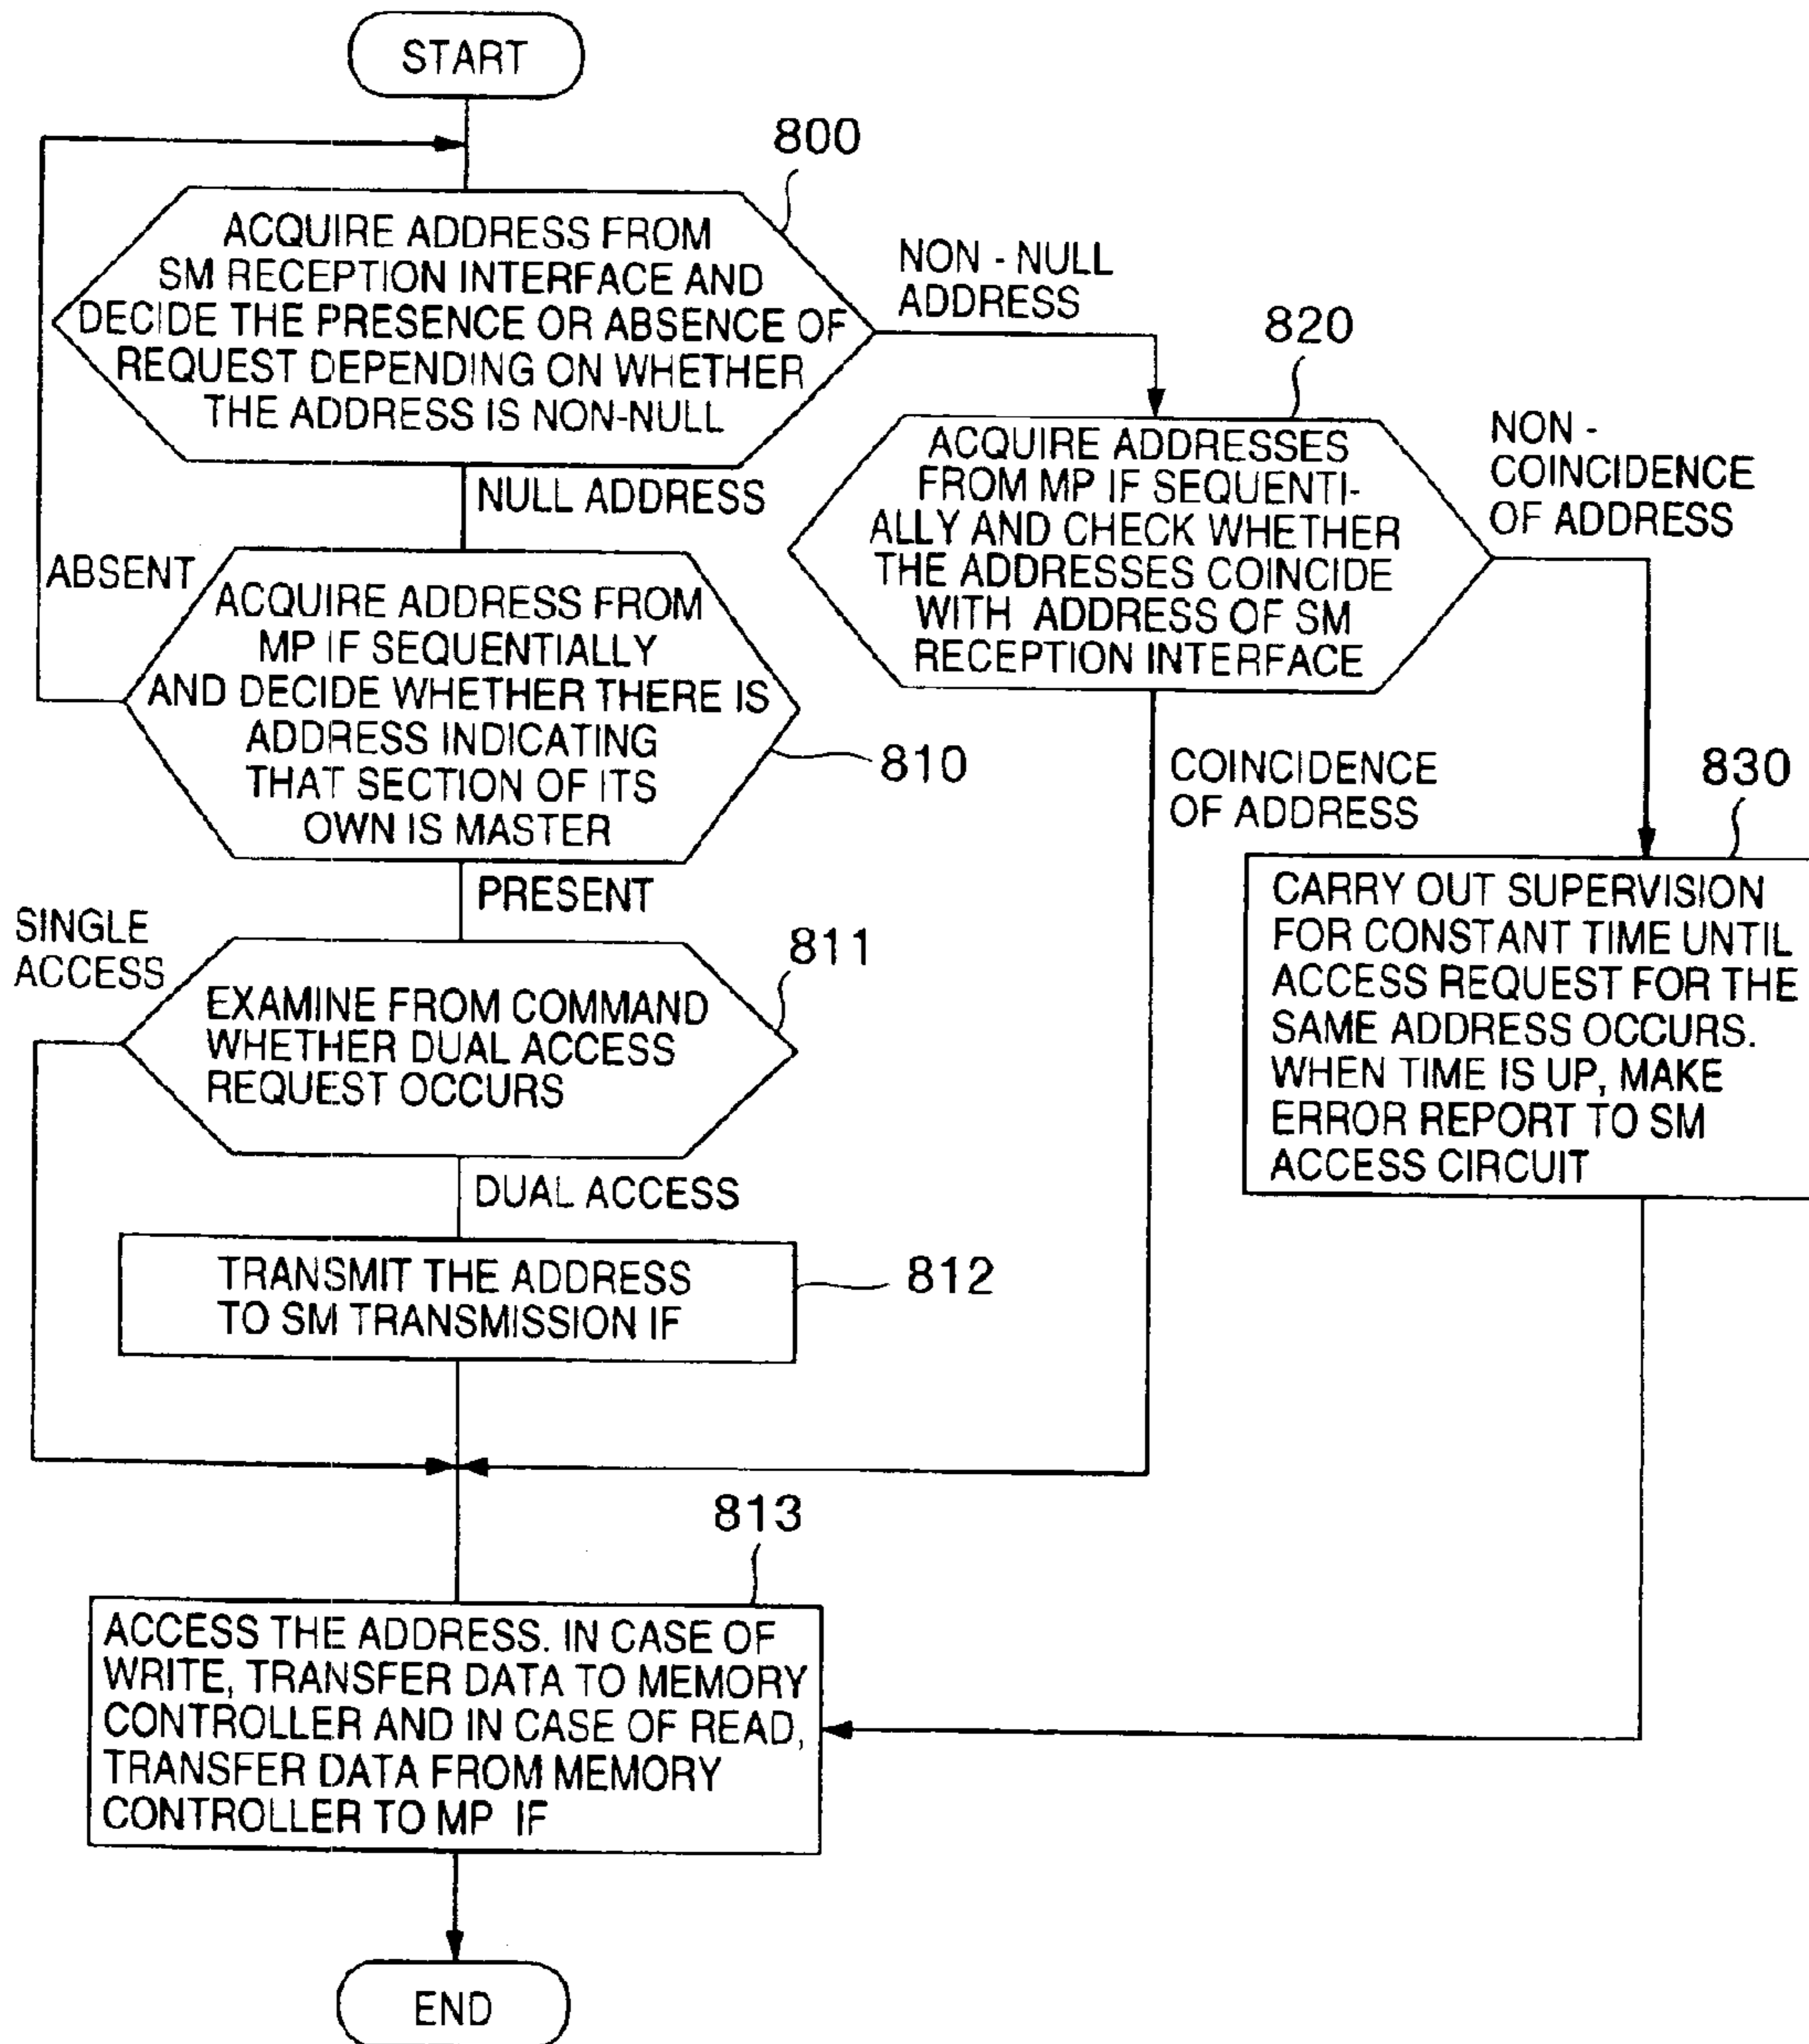 START
800
ACQUIRE ADDRESS FROM
SM RECEPTION INTERFACE AND
DECIDE THE PRESENCE OR ABSENCE OF
REQUEST DEPENDING ON WHETHER
THE ADDRESS IS NON-NULL
NON - NULL
ADDRESS
NULL ADDRESS
820
ACQUIRE ADDRESSES
FROM MP IF SEQUENTI-
ALLY AND CHECK WHETHER
THE ADDRESSES COINCIDE
WITH ADDRESS OF SM
RECEPTION INTERFACE
NON -
COINCIDENCE
OF ADDRESS
ABSENT
ACQUIRE ADDRESS FROM
MP IF SEQUENTIALLY
AND DECIDE WHETHER THERE IS
ADDRESS INDICATING
THAT SECTION OF ITS
OWN IS MASTER
810
PRESENT
COINCIDENCE
OF ADDRESS
830
CARRY OUT SUPERVISION
FOR CONSTANT TIME UNTIL
ACCESS REQUEST FOR THE
SAME ADDRESS OCCURS.
WHEN TIME IS UP, MAKE
ERROR REPORT TO SM
ACCESS CIRCUIT
SINGLE
ACCESS
811
EXAMINE FROM COMMAND
WHETHER DUAL ACCESS
REQUEST OCCURS
DUAL ACCESS
TRANSMIT THE ADDRESS
TO SM TRANSMISSION IF
812
813
ACCESS THE ADDRESS. IN CASE OF
WRITE, TRANSFER DATA TO MEMORY
CONTROLLER AND IN CASE OF READ,
TRANSFER DATA FROM MEMORY
CONTROLLER TO MP IF
END